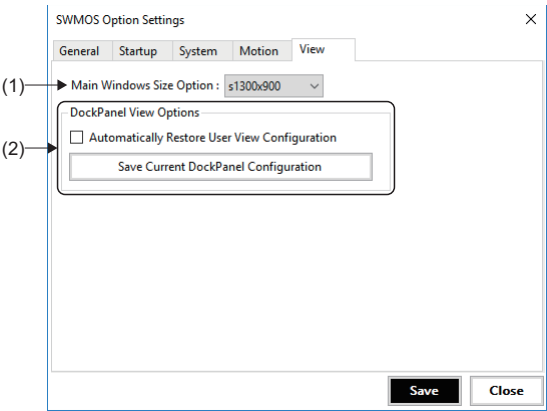 SWMOS Option Settings
General Startup System Motion View
(1) Main Windows Size Option : s1300x900
DockPanel View Options
(2) Automatically Restore User View Configuration
Save Current DockPanel Configuration
Save Close